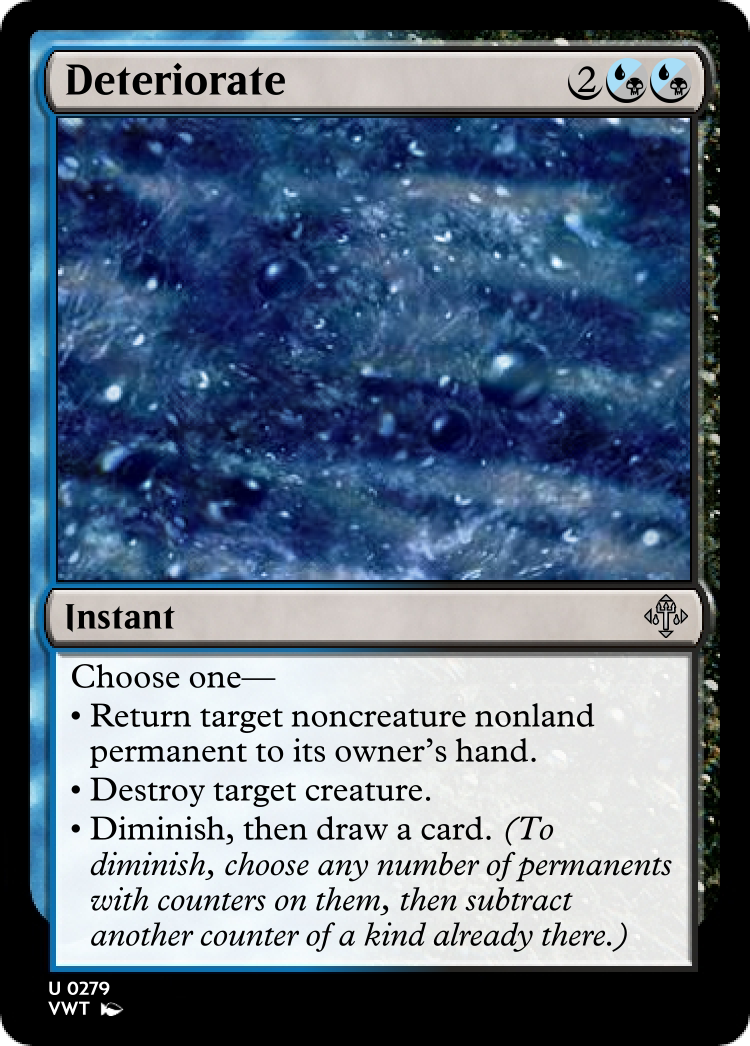 Deteriorate 2
Instant
Choose one—
• Return target noncreature nonland
permanent to its owner's hand.
• Destroy target creature.
• Diminish, then draw a card. (To
diminish, choose any number of permanents
with counters on them, then subtract
another counter of a kind already there.)
U 0279
VWT